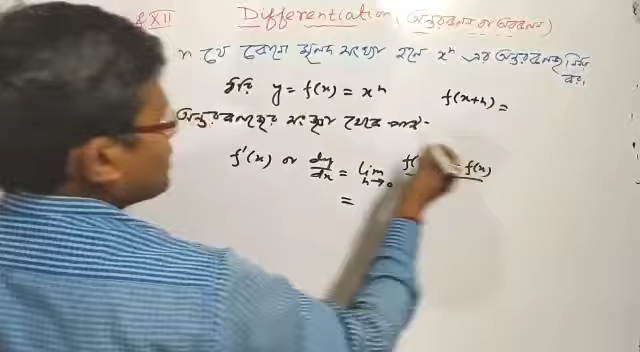 & XII Differentiation, (অন্তরকলন বা অবকলন)
n যে কোনো মূলদ সংখ্যা হলে xⁿ এর অন্তরকলজ নির্ণয় কর।
ধরি y = f(x) = xⁿ f(x+h) =
অন্তরকলজের সংজ্ঞা থেকে পাই-
f'(x) or dy/dx = lim h→0 f( - f(x)
=